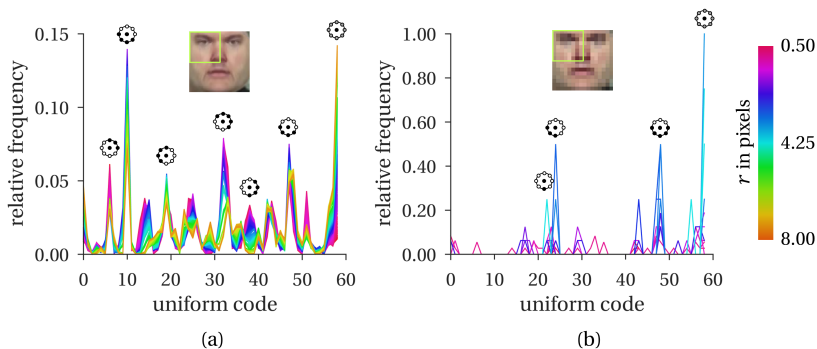 0.15
0.10
0.05
0.00
relative frequency
0 10 20 30 40 50 60
uniform code
(a)
1.00
0.80
0.60
0.40
0.20
0.00
relative frequency
0 10 20 30 40 50 60
uniform code
(b)
0.50
4.25
8.00
r in pixels